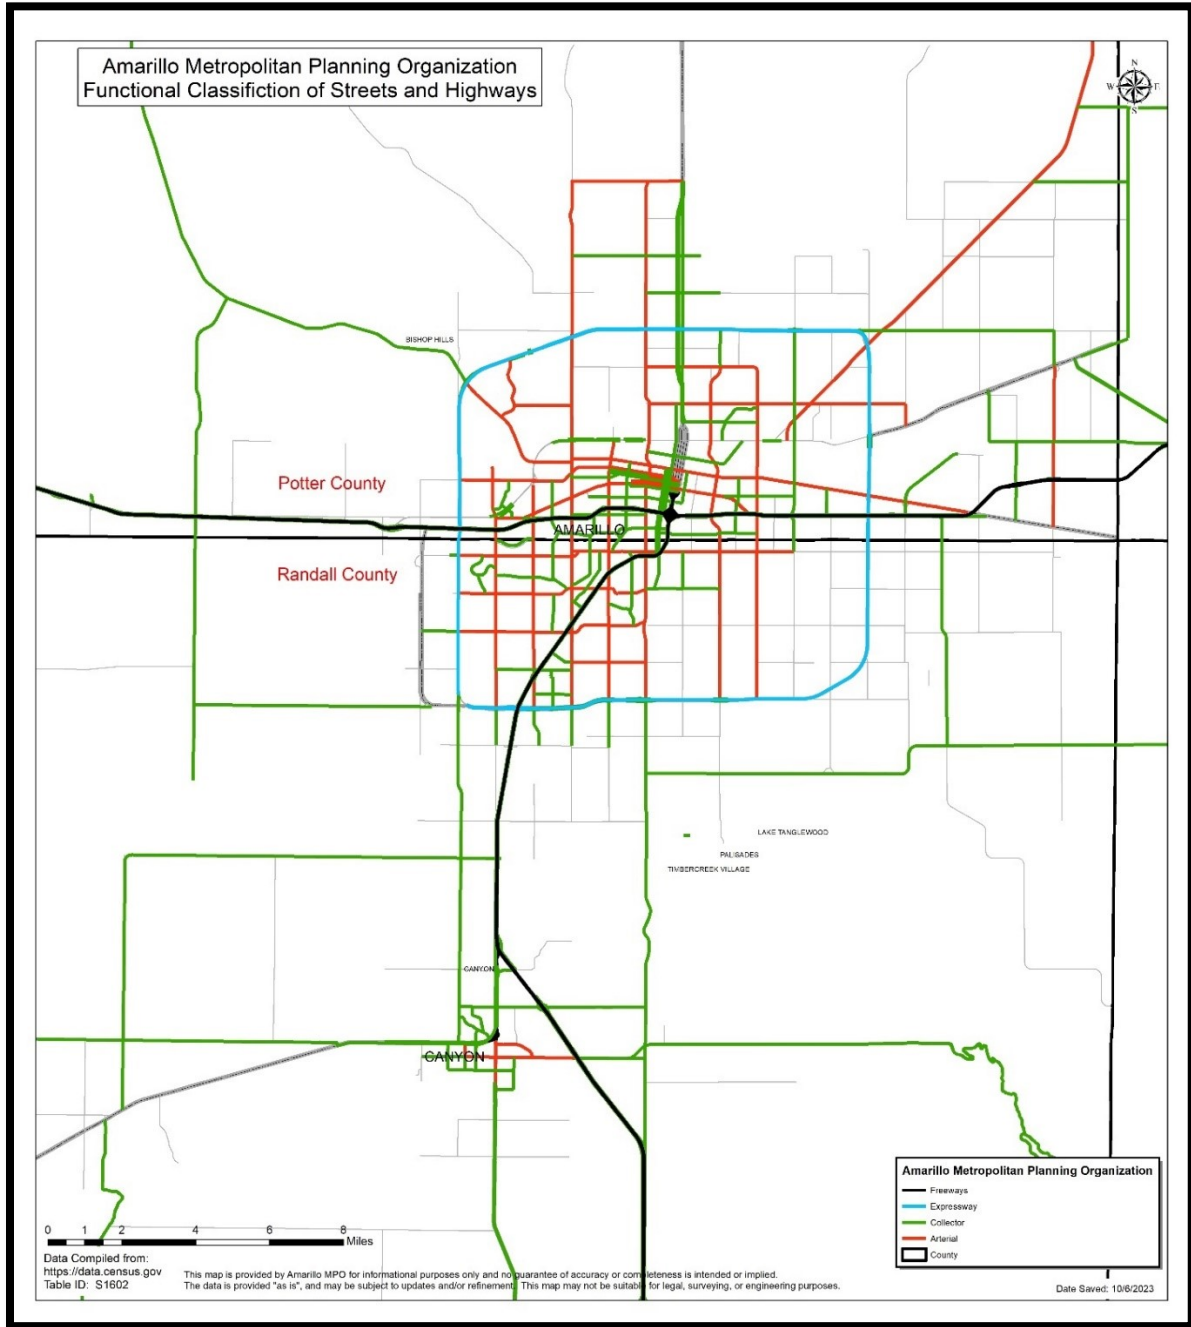 Amarillo Metropolitan Planning Organization
Functional Classifiction of Streets and Highways
N
W E
S
BISHOP HILLS
Potter County
AMARILLO
Randall County
LAKE TANGLEWOOD
PALISADES
TIMBERCREEK VILLAGE
CANYON
CANYON
Amarillo Metropolitan Planning Organization
Freeways
Expressway
Collector
Arterial
County
0 1 2 4 6 8
Miles
Data Compiled from:
https://data.census.gov
Table ID: S1602
This map is provided by Amarillo MPO for informational purposes only and no guarantee of accuracy or completeness is intended or implied.
The data is provided "as is", and may be subject to updates and/or refinement. This map may not be suitable for legal, surveying, or engineering purposes.
Date Saved: 10/6/2023